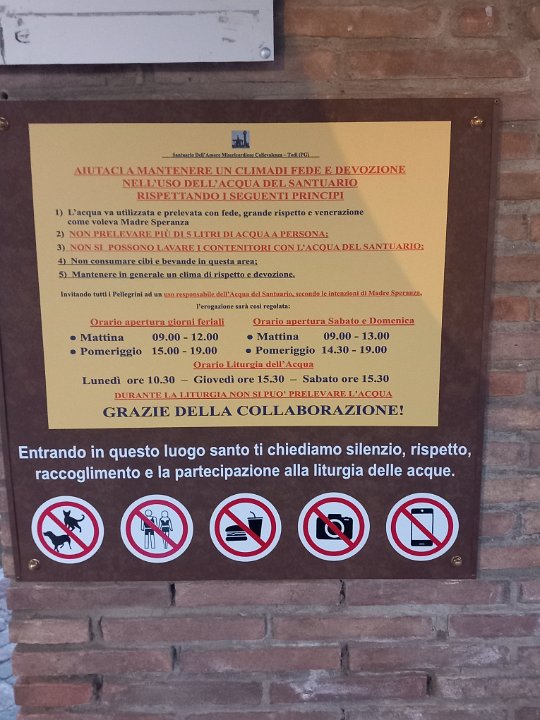 Santuario Dell'Amore Misericordioso Collevalenza - Todi (PG)
AIUTACI A MANTENERE UN CLIMADI FEDE E DEVOZIONE
NELL'USO DELL'ACQUA DEL SANTUARIO
RISPETTANDO I SEGUENTI PRINCIPI
1) L'acqua va utilizzata e prelevata con fede, grande rispetto e venerazione
come voleva Madre Speranza
2) NON PRELEVARE PIÙ DI 5 LITRI DI ACQUA A PERSONA;
3) NON SI POSSONO LAVARE I CONTENITORI CON L'ACQUA DEL SANTUARIO;
4) Non consumare cibi e bevande in questa area;
5) Mantenere in generale un clima di rispetto e devozione.
Invitando tutti i Pellegrini ad un uso responsabile dell'Acqua del Santuario, secondo le intenzioni di Madre Speranza,
l'erogazione sarà così regolata:
Orario apertura giorni feriali
● Mattina 09.00 - 12.00
● Pomeriggio 15.00 - 19.00
Orario apertura Sabato e Domenica
● Mattina 09.00 - 13.00
● Pomeriggio 14.30 - 19.00
Orario Liturgia dell'Acqua
Lunedì ore 10.30 – Giovedì ore 15.30 – Sabato ore 15.30
DURANTE LA LITURGIA NON SI PUO' PRELEVARE L'ACQUA
GRAZIE DELLA COLLABORAZIONE!
Entrando in questo luogo santo ti chiediamo silenzio, rispetto,
raccoglimento e la partecipazione alla liturgia delle acque.